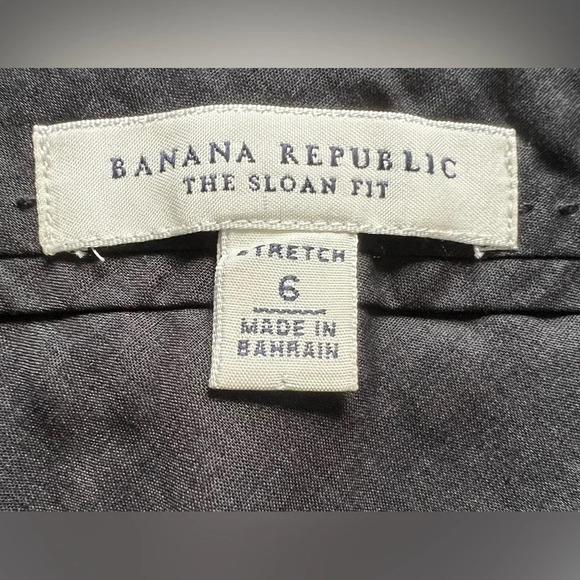 BANANA REPUBLIC
THE SLOAN FIT
STRETCH
6
MADE IN
BAHRAIN